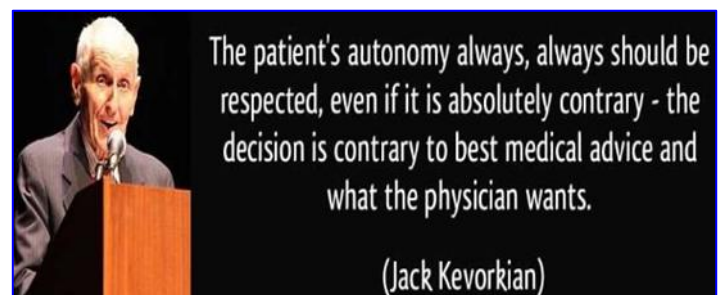 The patient's autonomy always, always should be
respected, even if it is absolutely contrary - the
decision is contrary to best medical advice and
what the physician wants.
(Jack Kevorkian)